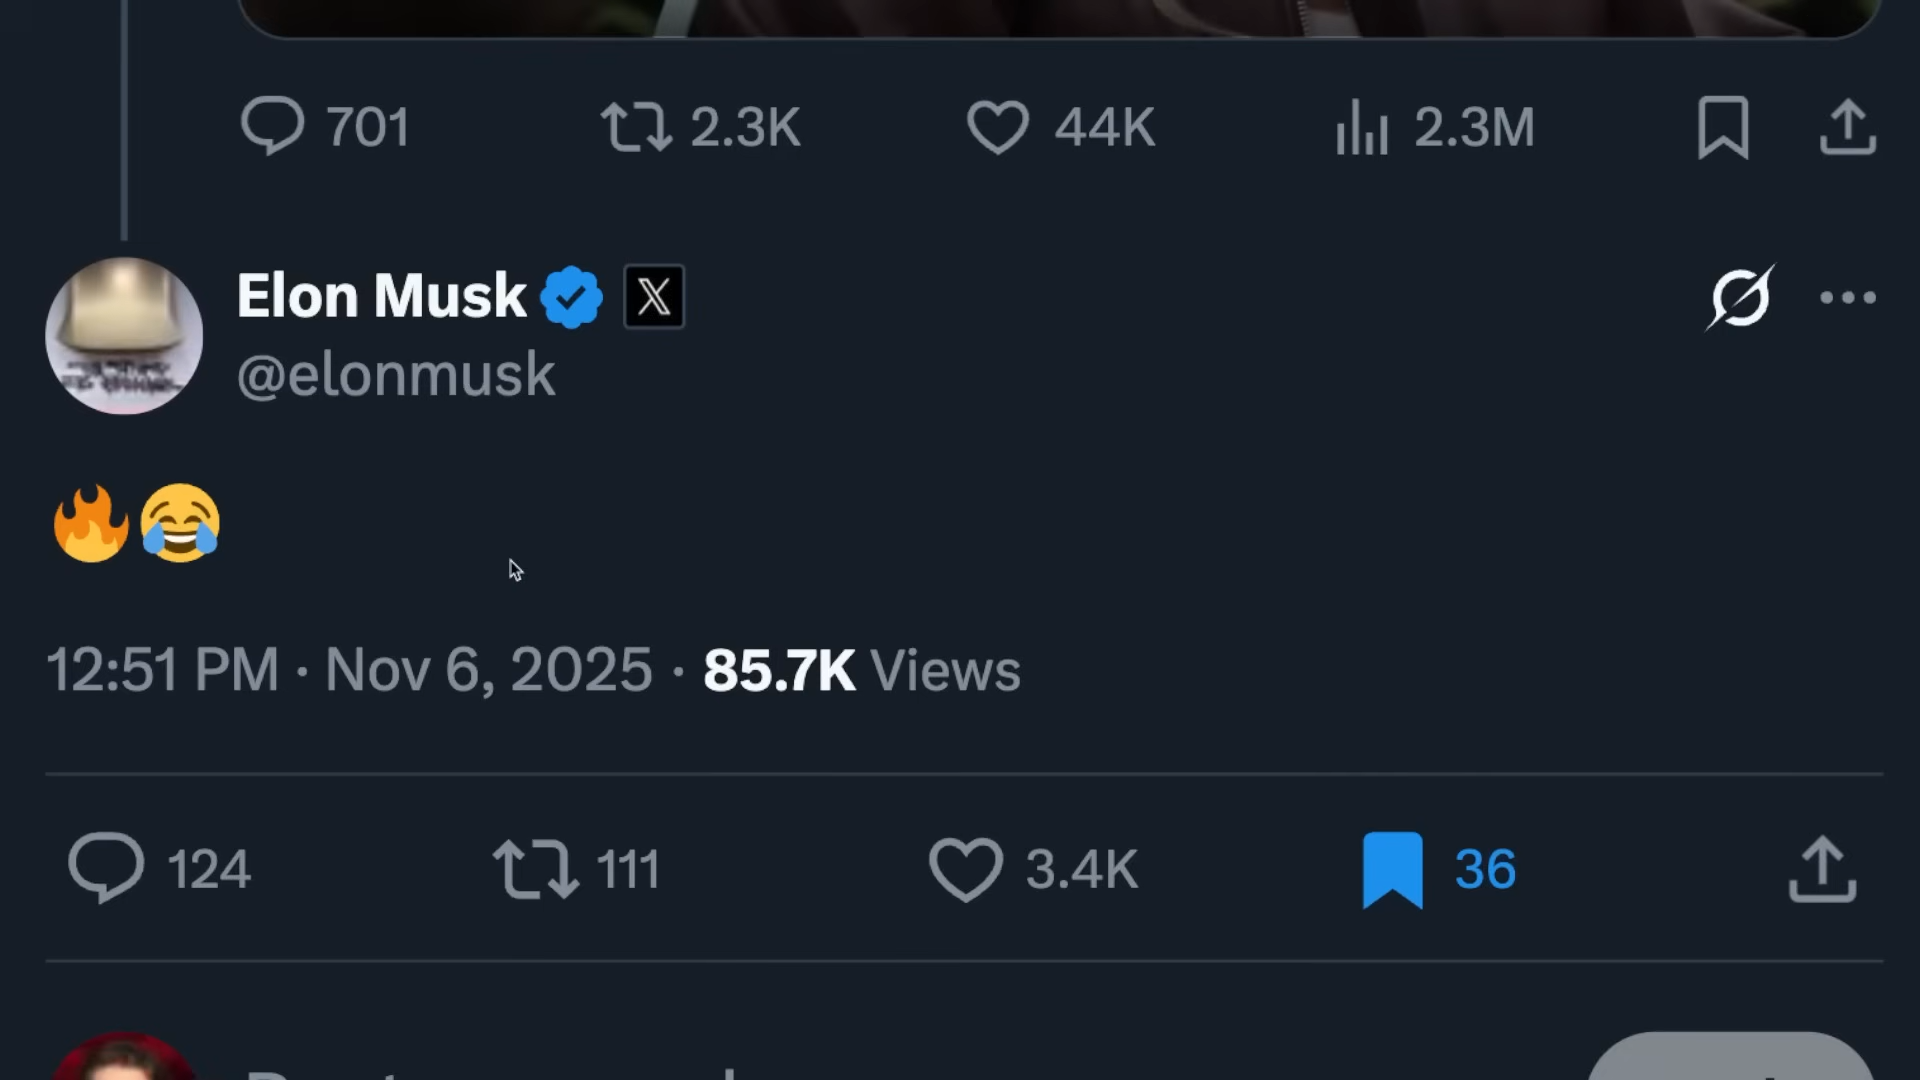 701 2.3K 44K 2.3M
Elon Musk
@elonmusk
🔥😂
12:51 PM · Nov 6, 2025 · 85.7K Views
124 111 3.4K 36